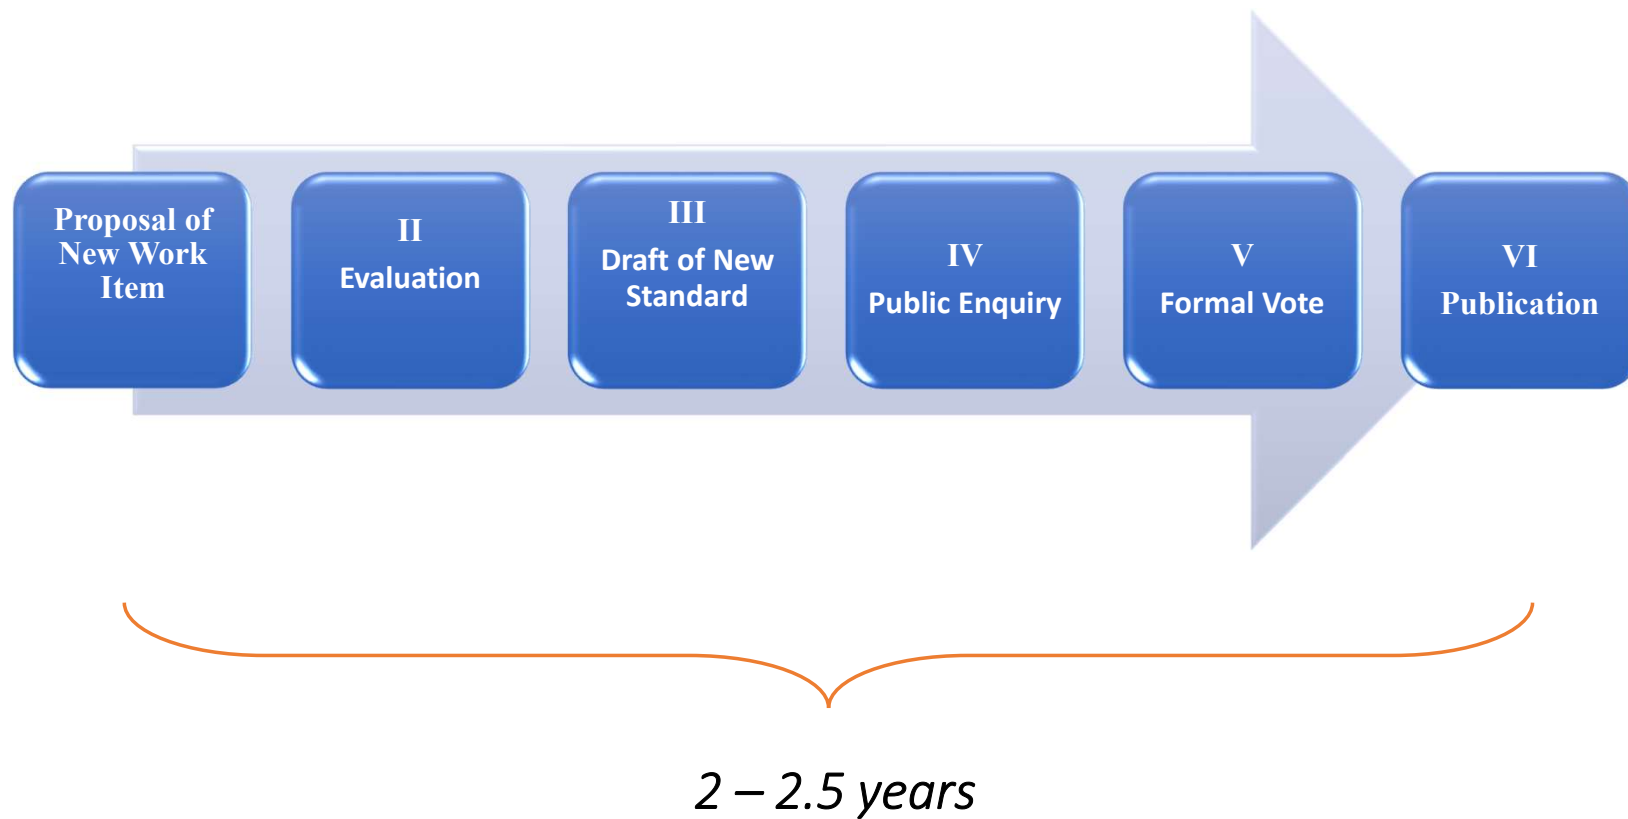 Proposal of
New Work
Item
II
Evaluation
III
Draft of New
Standard
IV
Public Enquiry
V
Formal Vote
VI
Publication
2 – 2.5 years